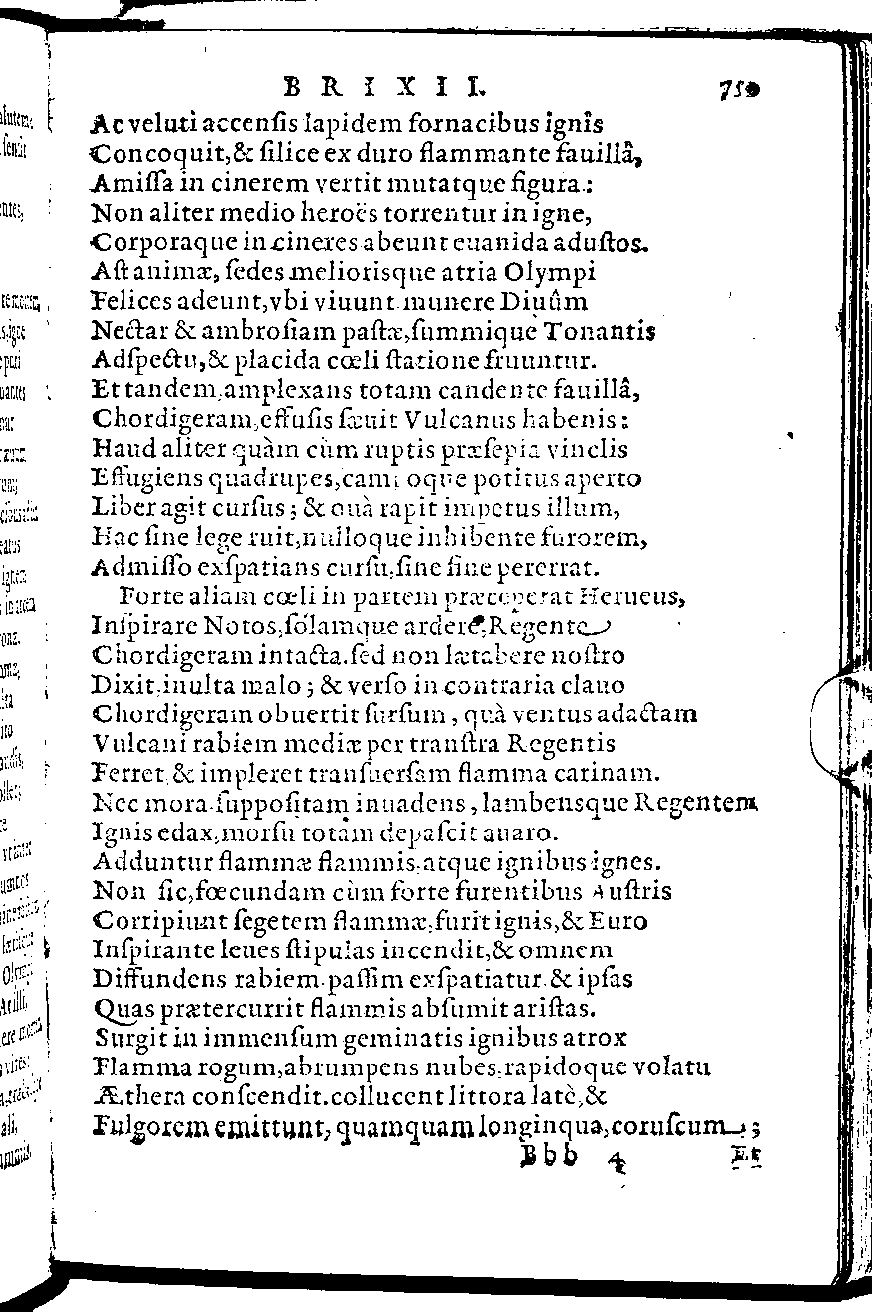 BRIXII. 75
Ac veluti accenſis lapidem fornacibus ignis
Concoquit, & ſilice ex duro flammante fauillâ,
Amiſſa in cinerem vertit mutatque figura:
Non aliter medio heroës torrentur in igne,
Corporaque in cineres abeunt euanida aduſtos.
Aſt animæ, ſedes meliorisque atria Olympi
Felices adeunt, vbi viuunt munere Diuûm
Nectar & ambroſiam paſtæ, ſummique Tonantis
Adſpectu, & placida cœli ſtatione fruuntur.
Et tandem, amplexans totam candente fauillâ,
Chordigeram, effuſis ſæuit Vulcanus habenis:
Haud aliter quàm cùm ruptis præſepia vinclis
Effugiens quadrupes, campoque potitus aperto
Liber agit curſus; & quà rapit impetus illum,
Hac ſine lege ruit, nulloque inhibente furorem,
Admiſſo exſpatians curſu, ſine fine pererrat.
Forte aliam cœli in partem præceperat Herueus,
Inſpirare Notos, ſolamque ardere, Regente
Chordigeram intacta. ſed non lætabere noſtro
Dixit, inulta malo; & verſo in contraria clauo
Chordigeram obuertit ſurſum, quà ventus adactam
Vulcani rabiem mediæ per tranſtra Regentis
Ferret, & impleret tranſuerſam flamma carinam.
Nec mora. ſuppoſitam inuadens, lambensque Regentem
Ignis edax, morſu totam depaſcit auaro.
Adduntur flammæ flammis, atque ignibus ignes.
Non ſic, fœcundam cùm forte furentibus Auſtris
Corripiunt ſegetem flammæ, furit ignis, & Euro
Inſpirante leues ſtipulas incendit, & omnem
Diffundens rabiem paſſim exſpatiatur. & ipſas
Quas prætercurrit flammis abſumit ariſtas.
Surgit in immenſum geminatis ignibus atrox
Flamma rogum, abrumpens nubes, rapidoque volatu
Æthera conſcendit. collucent littora latè, &
Fulgorem emittunt, quamquam longinqua, coruſcum;
Bbb 4 Et